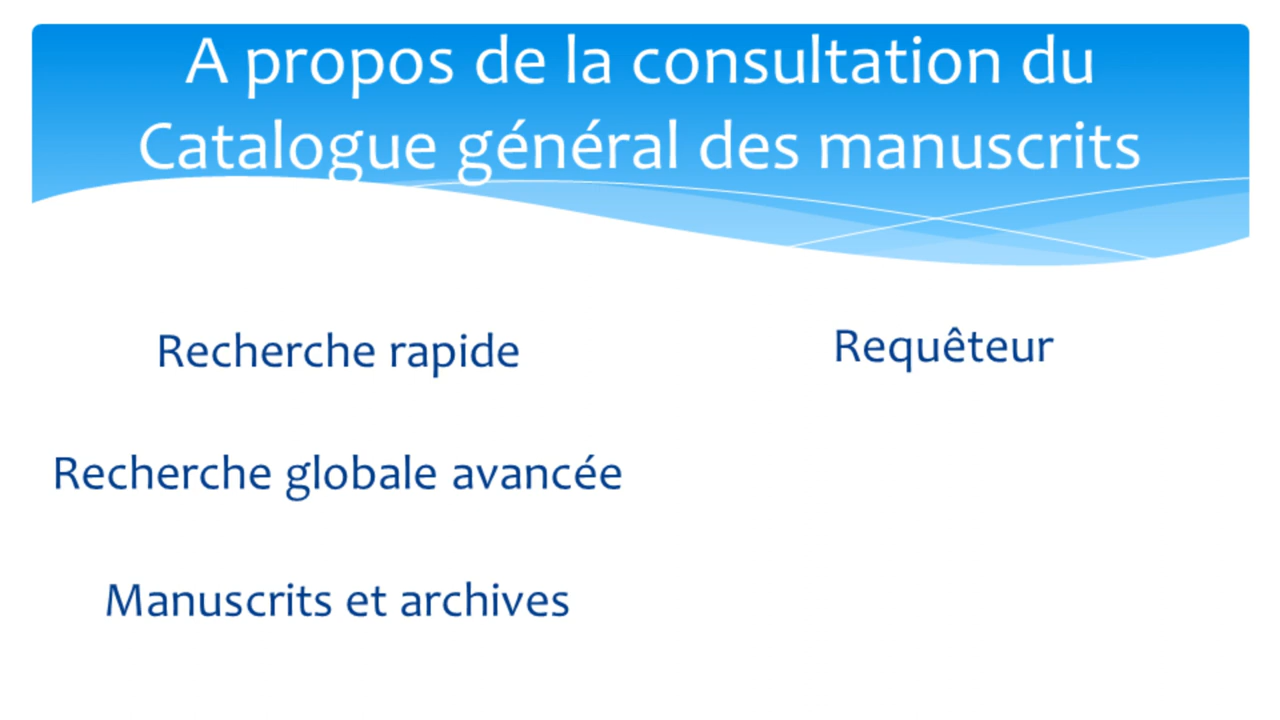 A propos de la consultation du
Catalogue général des manuscrits
Recherche rapide
Requêteur
Recherche globale avancée
Manuscrits et archives